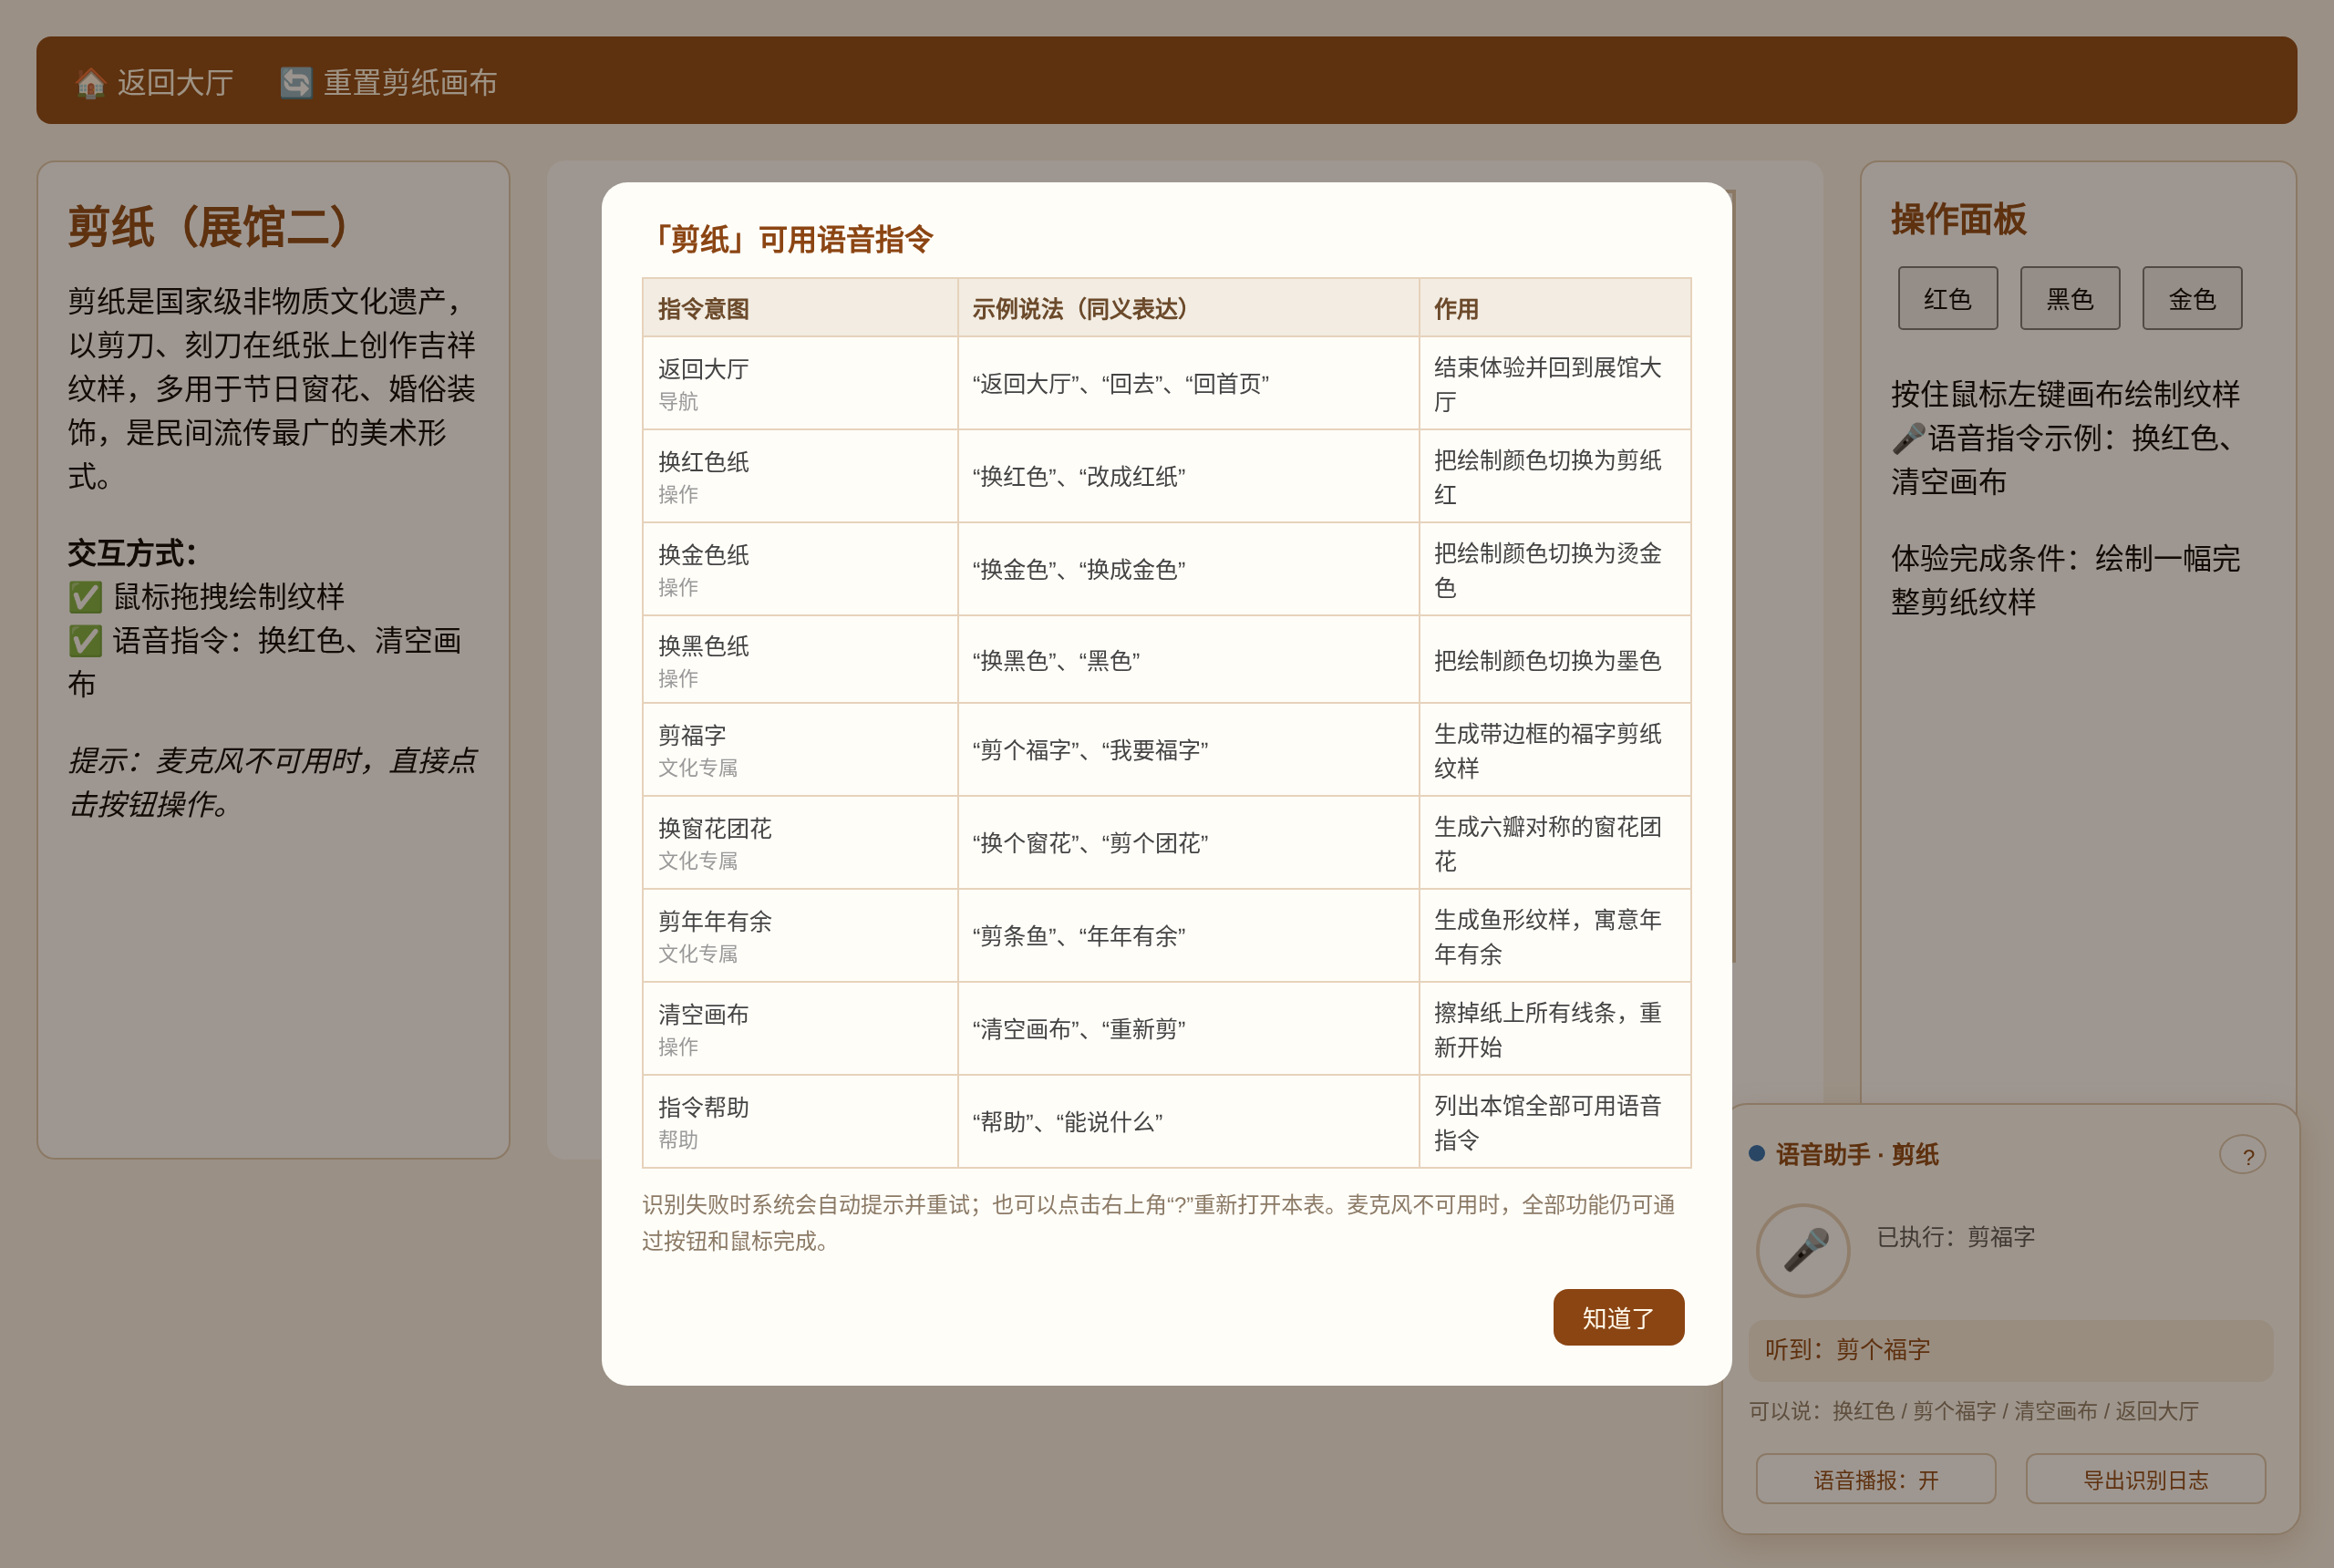 🏠 返回大厅 🔄 重置剪纸画布
剪纸（展馆二）
剪纸是国家级非物质文化遗产，
以剪刀、刻刀在纸张上创作吉祥
纹样，多用于节日窗花、婚俗装
饰，是民间流传最广的美术形
式。
交互方式：
✅ 鼠标拖拽绘制纹样
✅ 语音指令：换红色、清空画
布
提示：麦克风不可用时，直接点
击按钮操作。
「剪纸」可用语音指令
指令意图 示例说法（同义表达） 作用
返回大厅
导航
“返回大厅”、“回去”、“回首页”
结束体验并回到展馆大
厅
换红色纸
操作
“换红色”、“改成红纸”
把绘制颜色切换为剪纸
红
换金色纸
操作
“换金色”、“换成金色”
把绘制颜色切换为烫金
色
换黑色纸
操作
“换黑色”、“黑色”
把绘制颜色切换为墨色
剪福字
文化专属
“剪个福字”、“我要福字”
生成带边框的福字剪纸
纹样
换窗花团花
文化专属
“换个窗花”、“剪个团花”
生成六瓣对称的窗花团
花
剪年年有余
文化专属
“剪条鱼”、“年年有余”
生成鱼形纹样，寓意年
年有余
清空画布
操作
“清空画布”、“重新剪”
擦掉纸上所有线条，重
新开始
指令帮助
帮助
“帮助”、“能说什么”
列出本馆全部可用语音
指令
识别失败时系统会自动提示并重试；也可以点击右上角“?”重新打开本表。麦克风不可用时，全部功能仍可通
过按钮和鼠标完成。
知道了
操作面板
红色 黑色 金色
按住鼠标左键画布绘制纹样
🎤语音指令示例：换红色、
清空画布
体验完成条件：绘制一幅完
整剪纸纹样
语音助手 · 剪纸 ?
已执行：剪福字
听到：剪个福字
可以说：换红色 / 剪个福字 / 清空画布 / 返回大厅
语音播报：开 导出识别日志